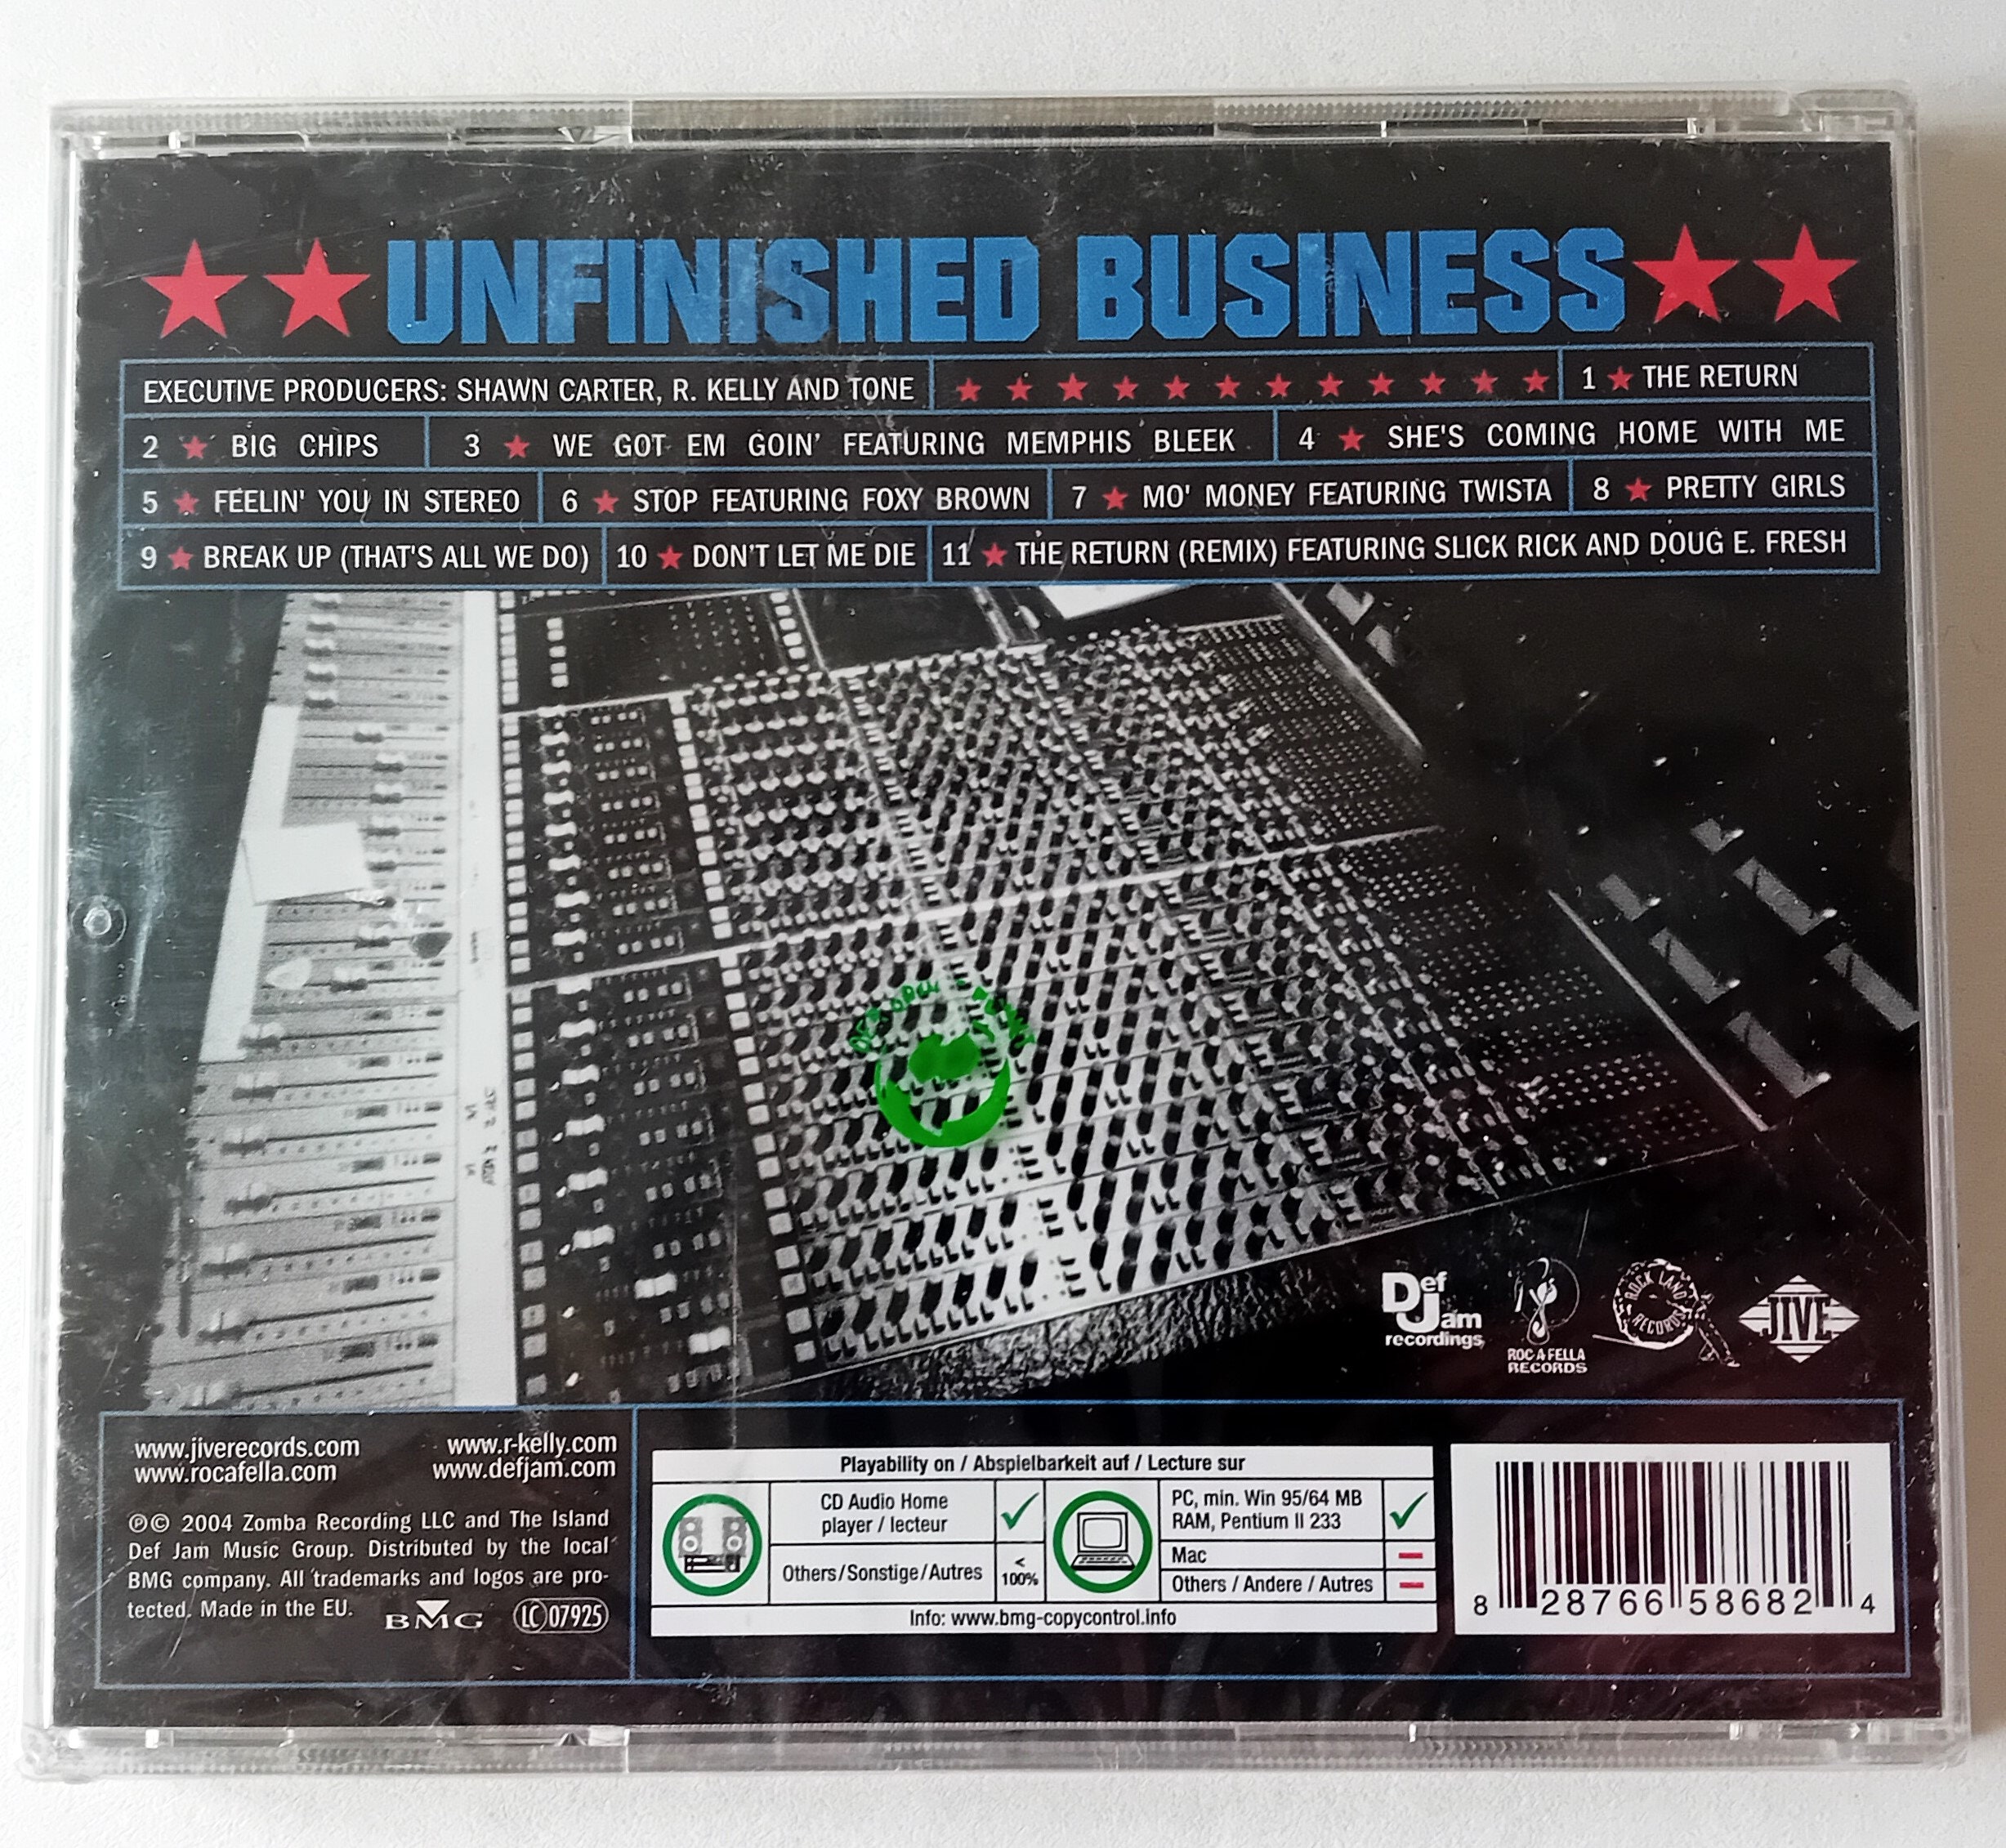 UNFINISHED BUSINESS
EXECUTIVE PRODUCERS: SHAWN CARTER, R. KELLY AND TONE
1 ★ THE RETURN
2 ★ BIG CHIPS
3 ★ WE GOT EM GOIN' FEATURING MEMPHIS BLEEK
4 ★ SHE'S COMING HOME WITH ME
5 ★ FEELIN' YOU IN STEREO
6 ★ STOP FEATURING FOXY BROWN
7 ★ MO' MONEY FEATURING TWISTA
8 ★ PRETTY GIRLS
9 ★ BREAK UP (THAT'S ALL WE DO)
10 ★ DON'T LET ME DIE
11 ★ THE RETURN (REMIX) FEATURING SLICK RICK AND DOUG E. FRESH
Def
Jam
recordings
ROC A FELLA
RECORDS
ROCK LAND
RECORDS
JIVE
www.jiverecords.com
www.r-kelly.com
www.rocafella.com
www.defjam.com
℗© 2004 Zomba Recording LLC and The Island
Def Jam Music Group. Distributed by the local
BMG company. All trademarks and logos are pro-
tected. Made in the EU.
BMG
LC 07925
Playability on / Abspielbarkeit auf / Lecture sur
CD Audio Home
player / lecteur
Others/Sonstige/Autres
<
100%
PC, min. Win 95/64 MB
RAM, Pentium II 233
Mac
Others / Andere / Autres
Info: www.bmg-copycontrol.info
8 28766 58682 4